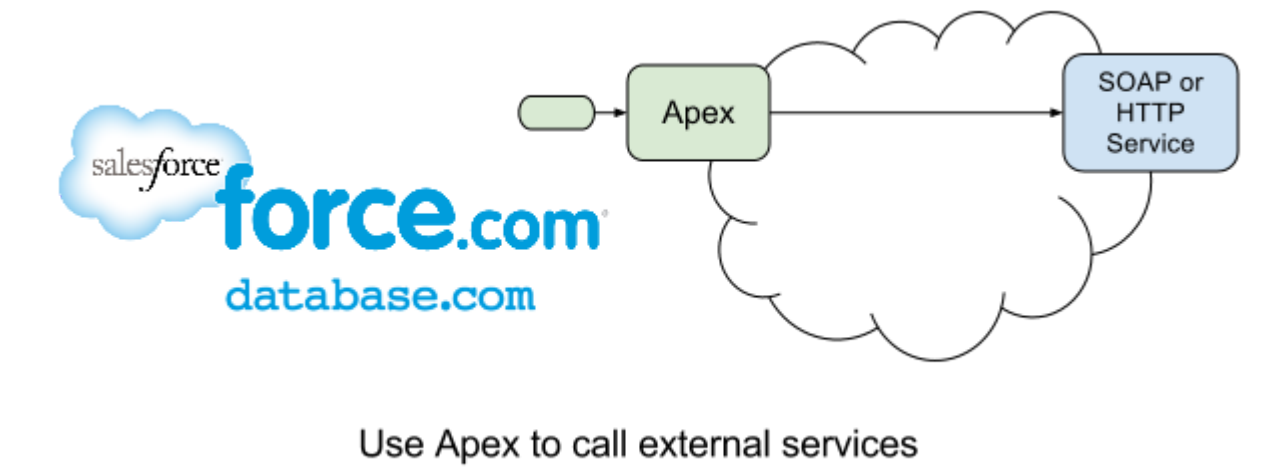 Apex
SOAP or
HTTP
Service
salesforce
force.com
database.com
Use Apex to call external services